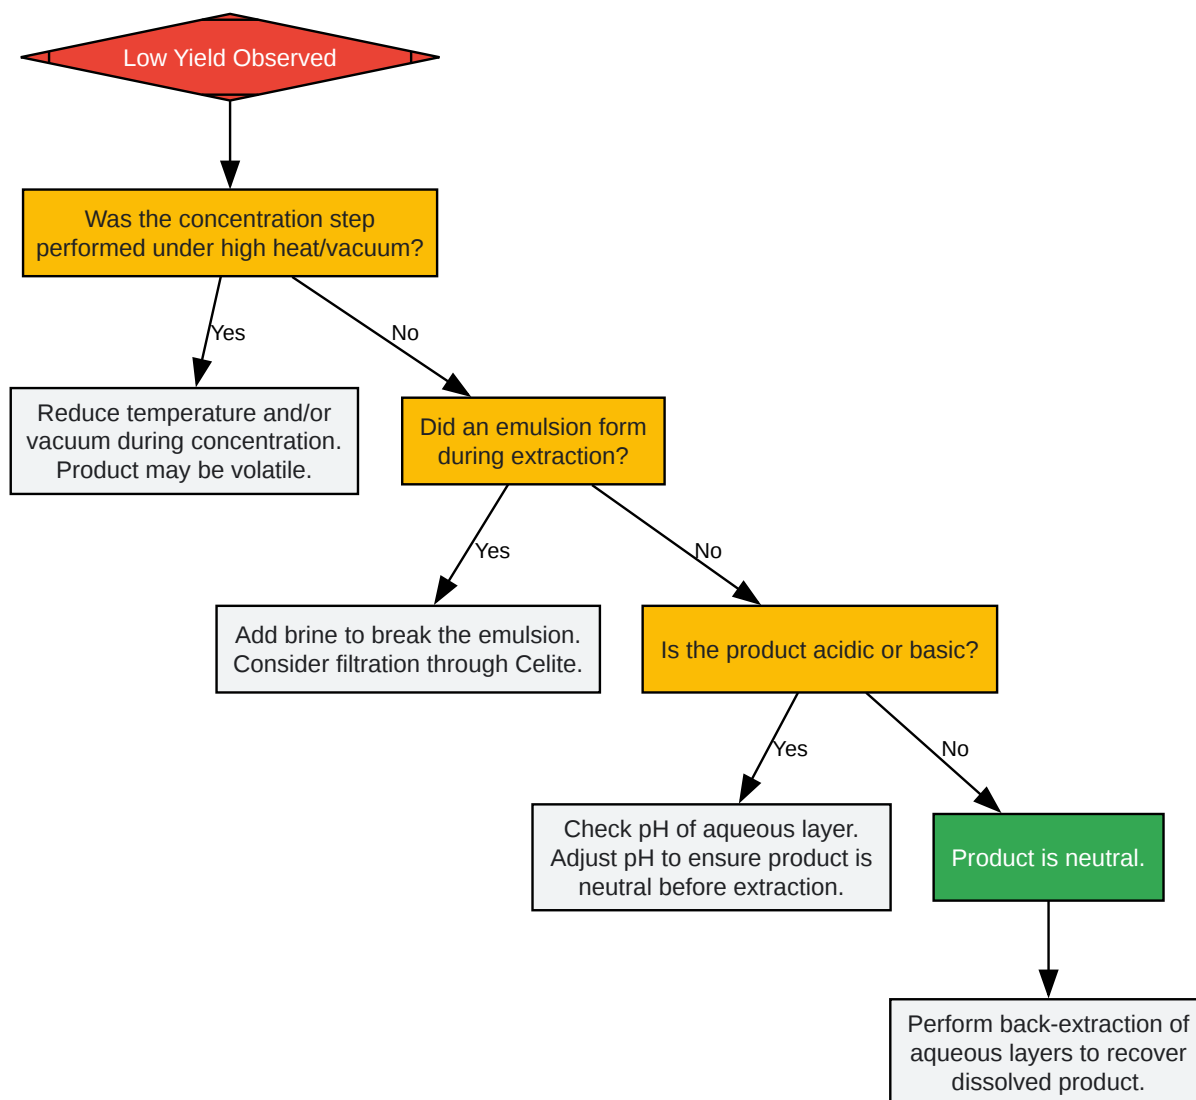 Low Yield Observed
Was the concentration step
performed under high heat/vacuum?
Yes
No
Reduce temperature and/or
vacuum during concentration.
Product may be volatile.
Did an emulsion form
during extraction?
Yes
No
Add brine to break the emulsion.
Consider filtration through Celite.
Is the product acidic or basic?
Yes
No
Check pH of aqueous layer.
Adjust pH to ensure product is
neutral before extraction.
Product is neutral.
Perform back-extraction of
aqueous layers to recover
dissolved product.